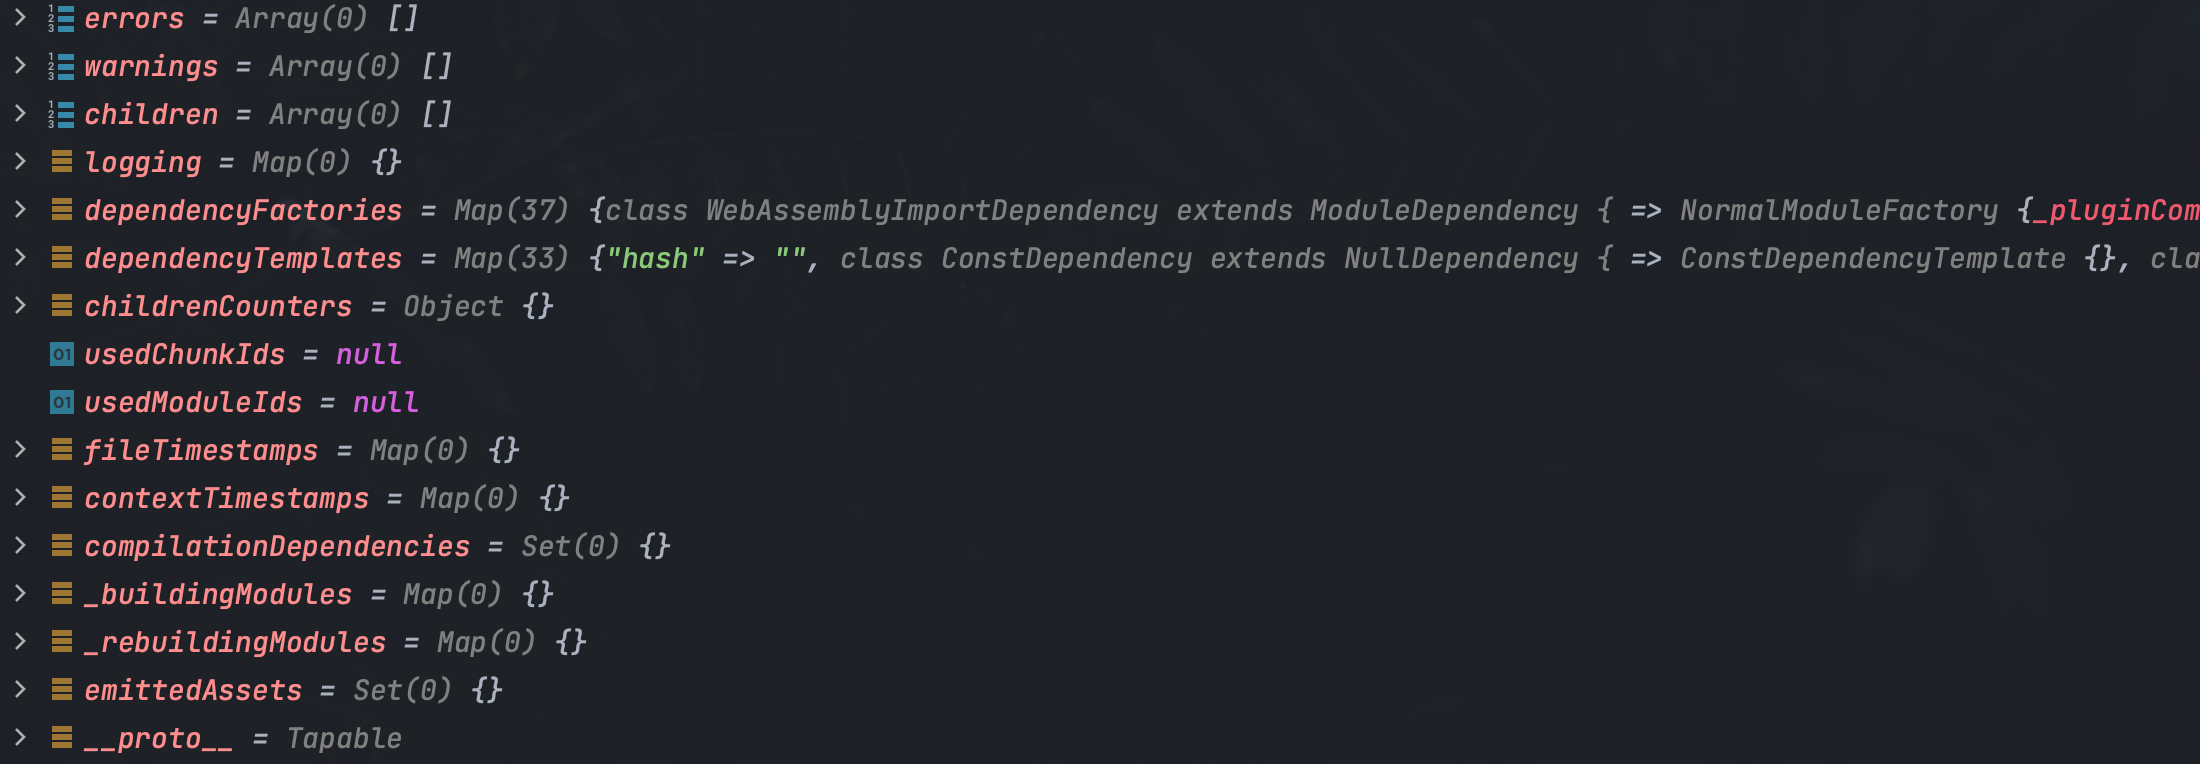 errors = Array(0) []
warnings = Array(0) []
children = Array(0) []
logging = Map(0) {}
dependencyFactories = Map(37) {class WebAssemblyImportDependency extends ModuleDependency { => NormalModuleFactory {_pluginCom
dependencyTemplates = Map(33) {"hash" => "", class ConstDependency extends NullDependency { => ConstDependencyTemplate {}, cla
childrenCounters = Object {}
01 usedChunkIds = null
01 usedModuleIds = null
fileTimestamps = Map(0) {}
contextTimestamps = Map(0) {}
compilationDependencies = Set(0) {}
_buildingModules = Map(0) {}
_rebuildingModules = Map(0) {}
emittedAssets = Set(0) {}
__proto__ = Tapable